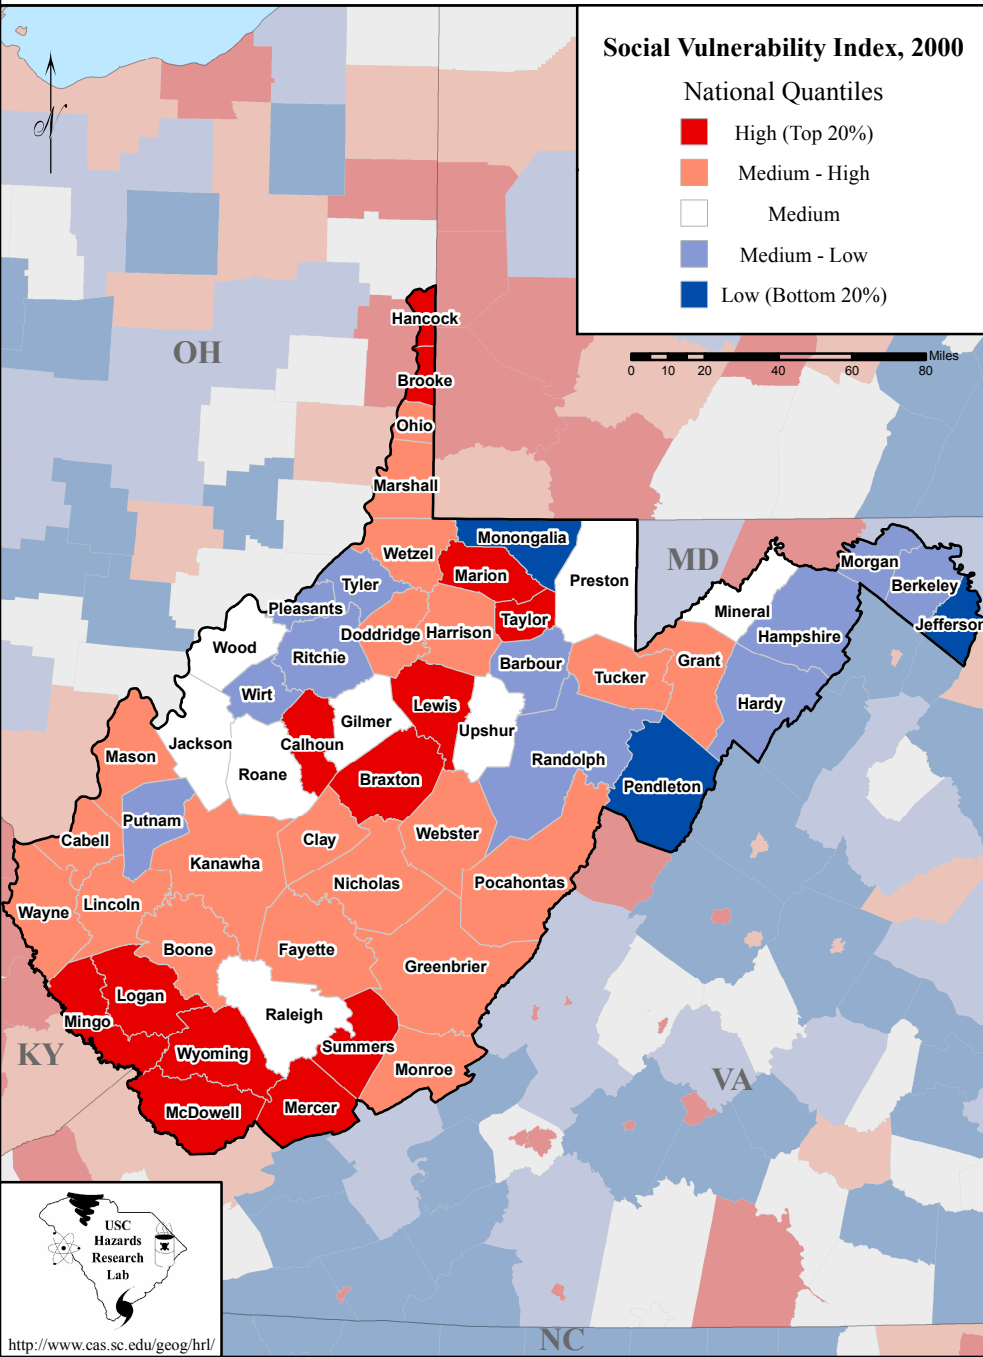 Social Vulnerability Index, 2000
National Quantiles
High (Top 20%)
Medium - High
Medium
Medium - Low
Low (Bottom 20%)
N
Miles
0 10 20 40 60 80
OH
Hancock
Brooke
Ohio
Marshall
Wetzel
Monongalia
Marion
Preston
MD
Morgan
Berkeley
Jefferson
Mineral
Hampshire
Tyler
Pleasants
Taylor
Doddridge
Harrison
Wood
Ritchie
Barbour
Tucker
Grant
Hardy
Wirt
Lewis
Gilmer
Upshur
Jackson
Calhoun
Roane
Mason
Braxton
Randolph
Pendleton
Putnam
Cabell
Clay
Webster
Kanawha
Nicholas
Pocahontas
Wayne
Lincoln
Boone
Fayette
Greenbrier
Logan
Mingo
Raleigh
Summers
Wyoming
KY
Monroe
VA
McDowell
Mercer
USC
Hazards
Research
Lab
http://www.cas.sc.edu/geog/hrl/
NC